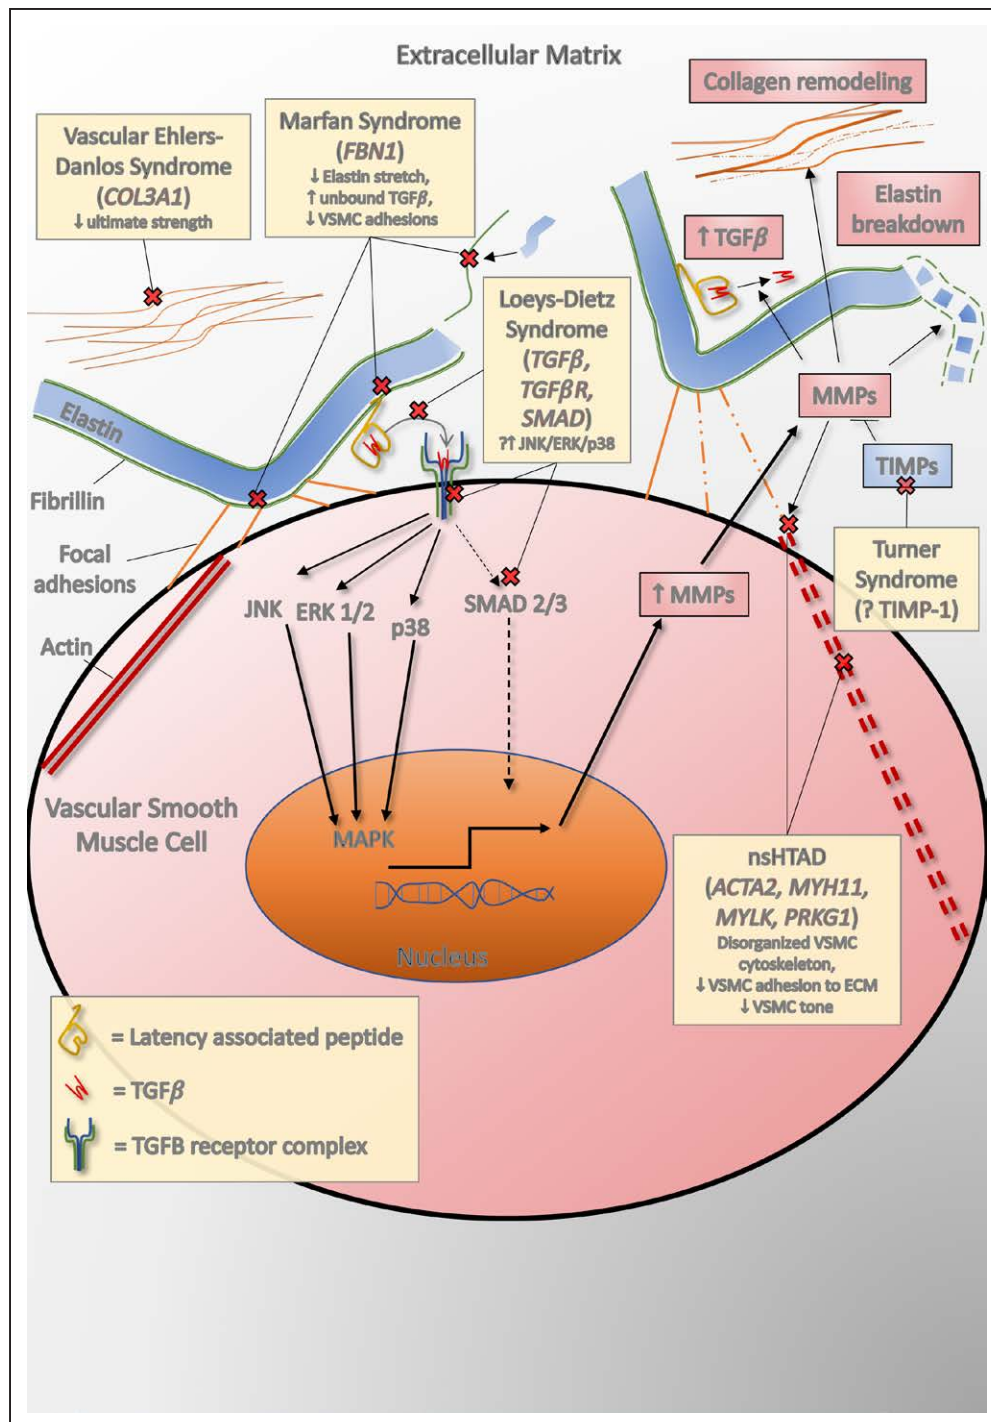 Extracellular Matrix
Collagen remodeling
Vascular Ehlers-
Danlos Syndrome
(COL3A1)
↓ ultimate strength
Marfan Syndrome
(FBN1)
↓ Elastin stretch,
↑ unbound TGFβ,
↓ VSMC adhesions
Elastin
breakdown
↑ TGFβ
Loeys-Dietz
Syndrome
(TGFβ,
TGFβR,
SMAD)
?↑ JNK/ERK/p38
MMPs
TIMPs
Elastin
Fibrillin
Focal
adhesions
Turner
Syndrome
(? TIMP-1)
JNK
ERK 1/2
p38
SMAD 2/3
↑ MMPs
Actin
Vascular Smooth
Muscle Cell
MAPK
Nucleus
nsHTAD
(ACTA2, MYH11,
MYLK, PRKG1)
Disorganized VSMC
cytoskeleton,
↓ VSMC adhesion to ECM
↓ VSMC tone
= Latency associated peptide
= TGFβ
= TGFB receptor complex